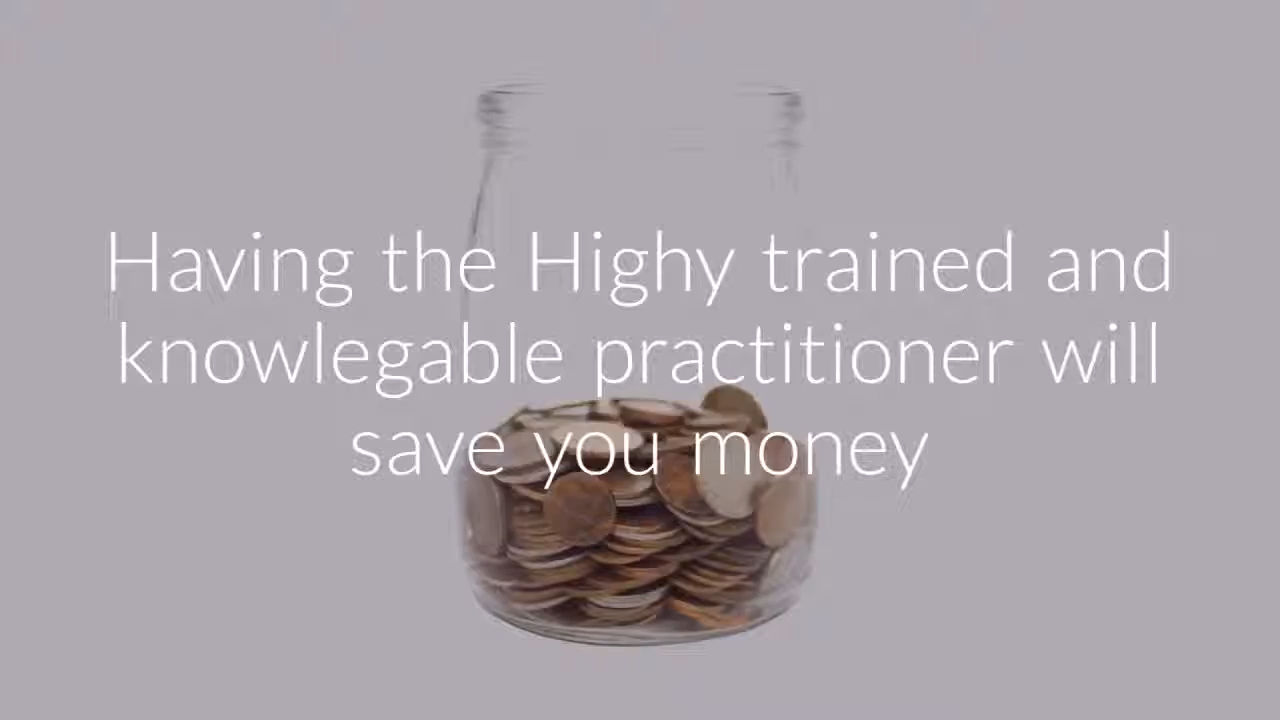 Having the Highy trained and
knowlegable practitioner will
save you money